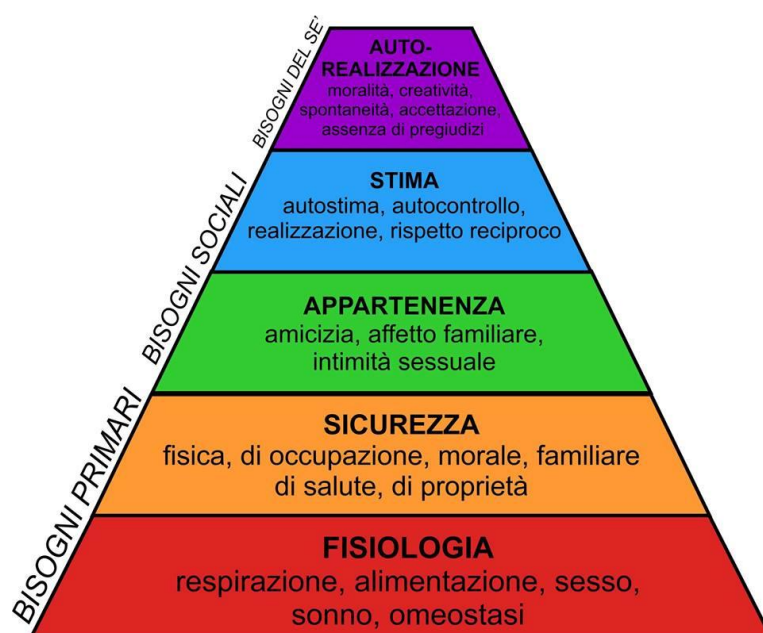 AUTO-
REALIZZAZIONE
moralità, creatività,
spontaneità, accettazione,
assenza di pregiudizi
STIMA
autostima, autocontrollo,
realizzazione, rispetto reciproco
APPARTENENZA
amicizia, affetto familiare,
intimità sessuale
SICUREZZA
fisica, di occupazione, morale, familiare
di salute, di proprietà
FISIOLOGIA
respirazione, alimentazione, sesso,
sonno, omeostasi
BISOGNI DEL SE'
BISOGNI SOCIALI
BISOGNI PRIMARI